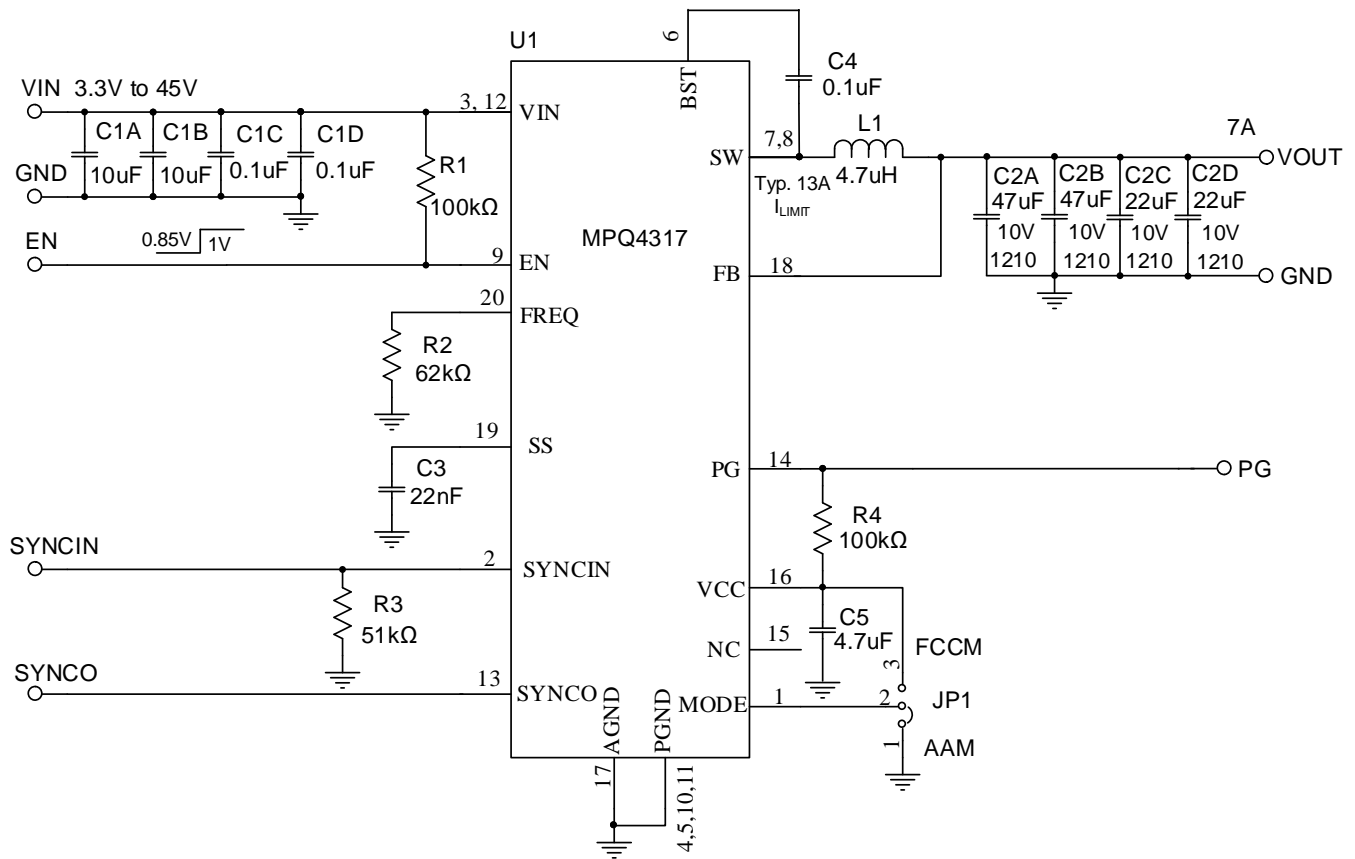 U1
MPQ4317
VIN 3.3V to 45V
GND
C1A
10uF
C1B
10uF
C1C
0.1uF
C1D
0.1uF
R1
100kΩ
3, 12
VIN
EN
0.85V
1V
9
EN
20
FREQ
R2
62kΩ
19
SS
C3
22nF
SYNCIN
2
SYNCIN
R3
51kΩ
SYNCO
13
SYNCO
AGND
17
PGND
4,5,10,11
6
BST
C4
0.1uF
SW
7,8
Typ. 13A
ILIMIT
L1
4.7uH
7A
VOUT
C2A
47uF
10V
1210
C2B
47uF
10V
1210
C2C
22uF
10V
1210
C2D
22uF
10V
1210
GND
FB
18
PG
14
PG
R4
100kΩ
VCC
16
C5
4.7uF
NC
15
FCCM
3
MODE
1
2
JP1
1
AAM